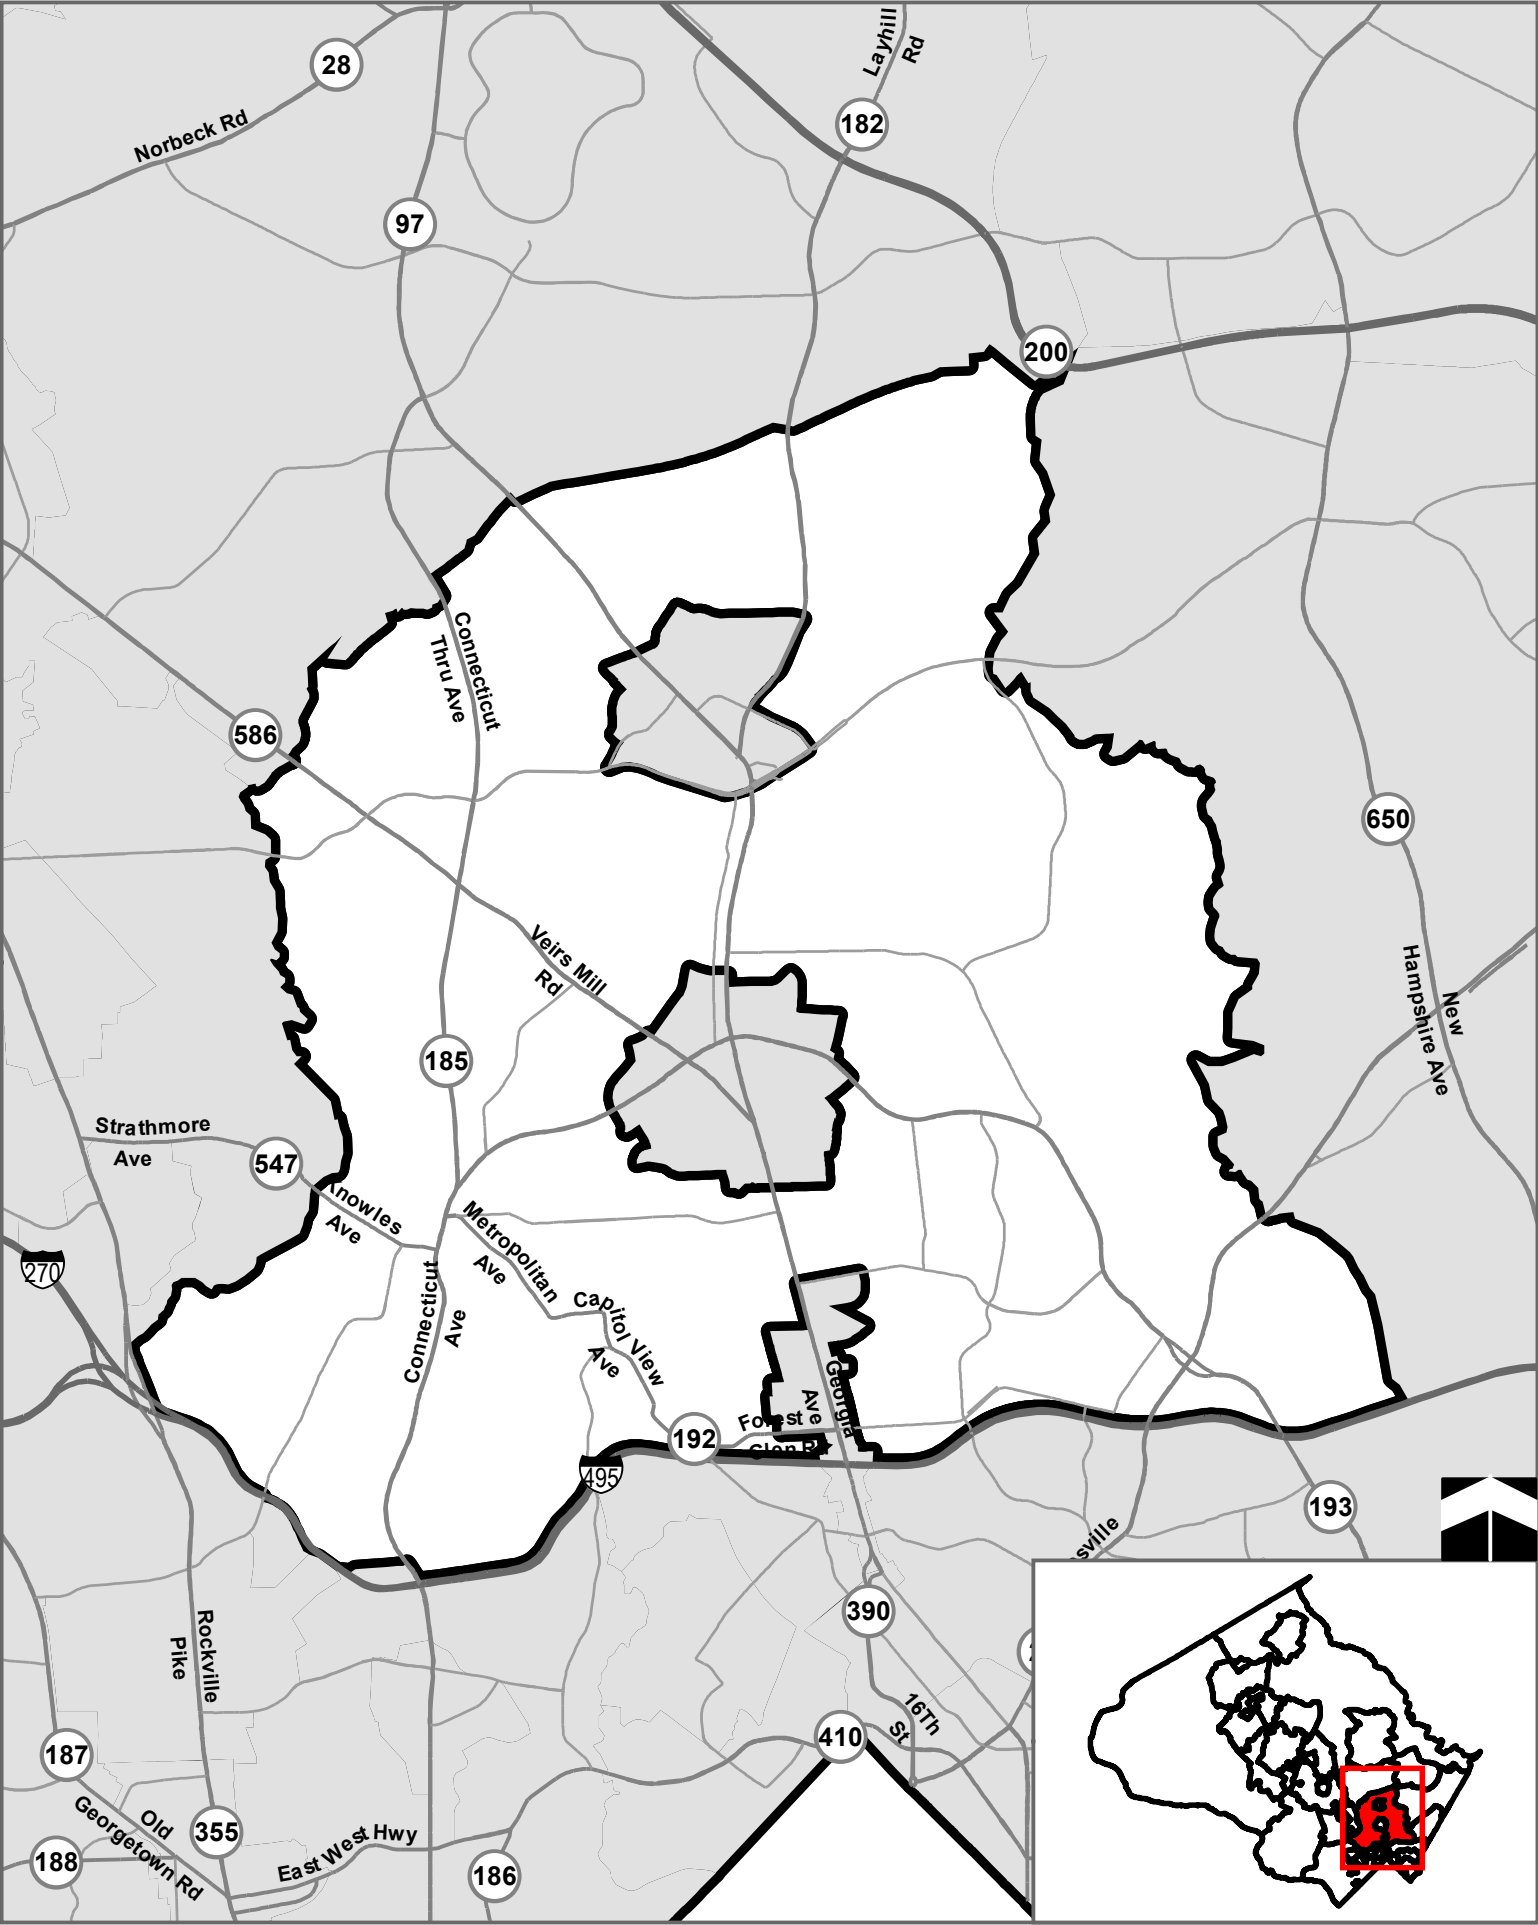 Layhill
Rd
28
182
Norbeck Rd
97
200
Connecticut
Thru Ave
586
650
Veirs Mill
Rd
New
Hampshire Ave
185
Strathmore
Ave
547
Knowles
Ave
Metropolitan
Ave
270
Connecticut
Ave
Capitol View
Ave
Georgia
Ave
Forest
Glen Rd
192
495
193
390
Rockville
Pike
16Th
St
410
187
Old
Georgetown Rd
355
East West Hwy
188
186